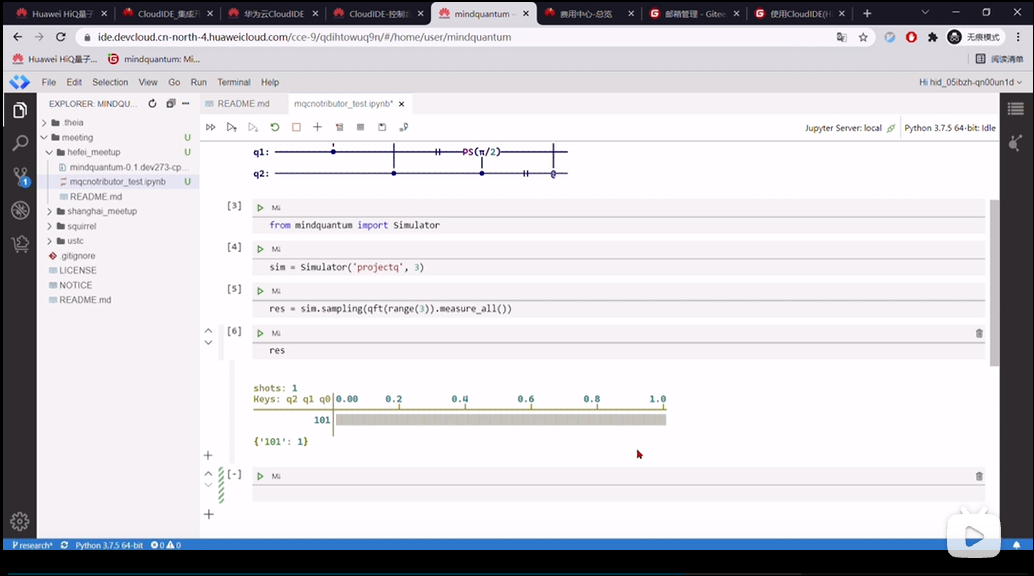 Huawei HiQ量子
CloudIDE_集成开
华为云CloudIDE
CloudIDE-控制台
mindquantum —
费用中心-总览
邮箱管理 - Gitee
使用CloudIDE(H
ide.devcloud.cn-north-4.huaweicloud.com/cce-9/qdihtowuq9n/#/home/user/mindquantum
无痕模式
Huawei HiQ量子...
mindquantum: Mi...
阅读清单
File Edit Selection View Go Run Terminal Help
Hi hid_05ibzh-qn00un1d
EXPLORER: MINDQU...
README.md
mqcnotributor_test.ipynb*
.theia
meeting U
hefei_meetup U
mindquantum-0.1.dev273-cp...
mqcnotributor_test.ipynb U
README.md
shanghai_meetup
squirrel
ustc
.gitignore
LICENSE
NOTICE
README.md
1
Jupyter Server: local
Python 3.7.5 64-bit: Idle
q1: PS(π/2)
q2: @
[3] M↓
from mindquantum import Simulator
[4] M↓
sim = Simulator('projectq', 3)
[5] M↓
res = sim.sampling(qft(range(3)).measure_all())
[6] M↓
res
shots: 1
Keys: q2 q1 q0 0.00 0.2 0.4 0.6 0.8 1.0
101
{'101': 1}
[-] M↓
research* Python 3.7.5 64-bit 0 0